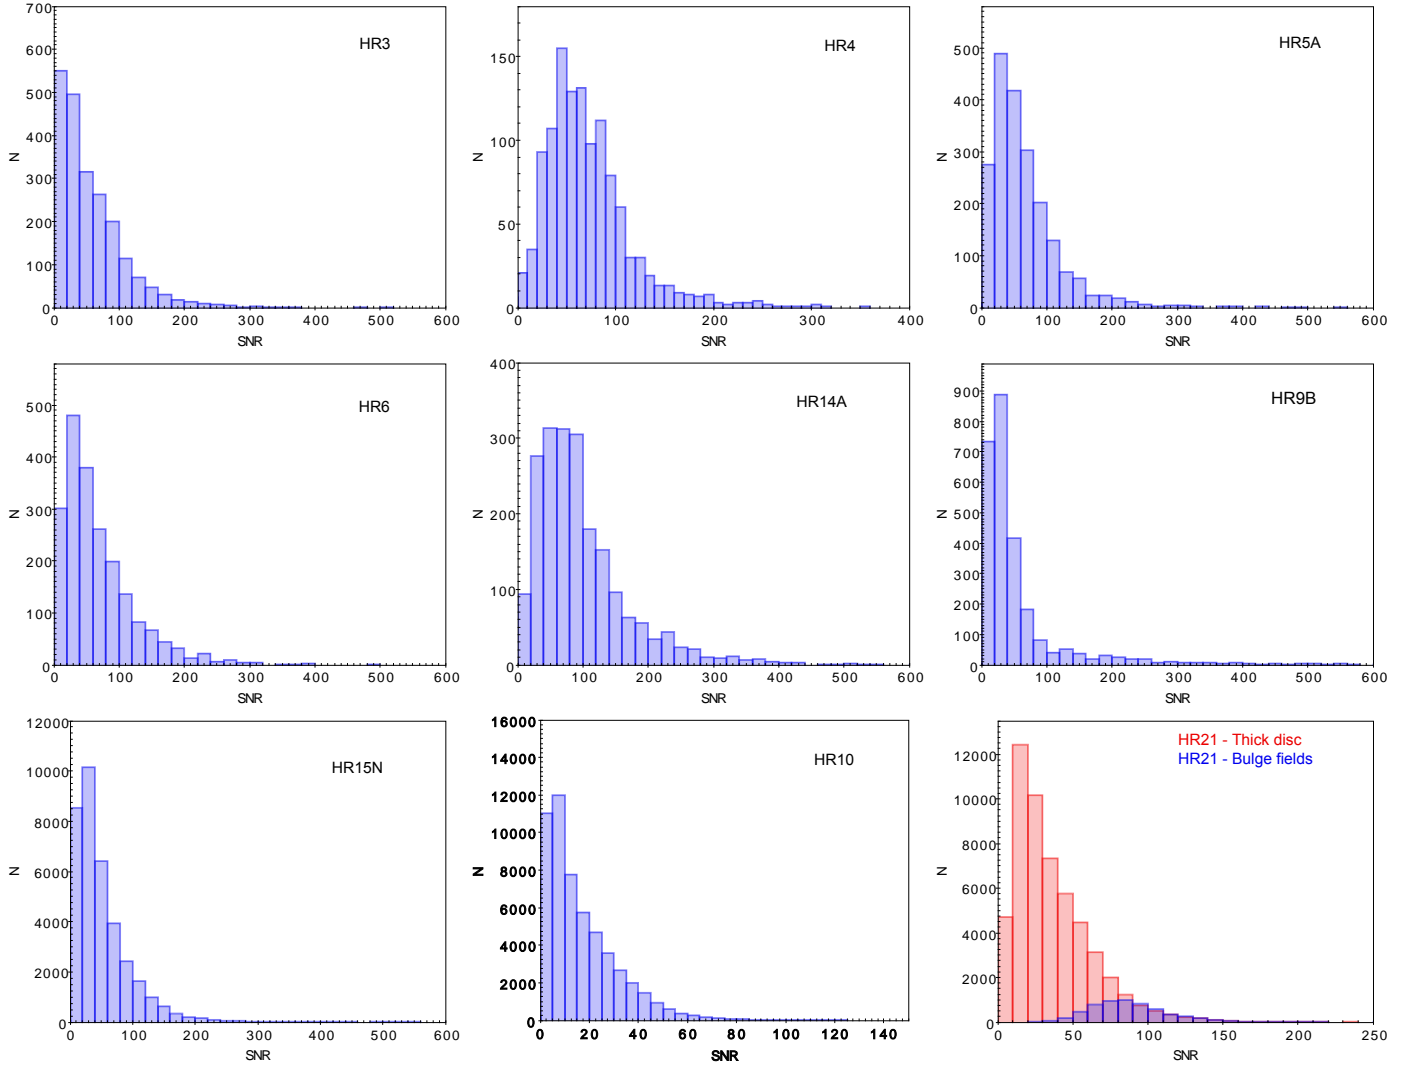 HR3
700
600
500
400
300
200
100
0
N
0 100 200 300 400 500 600
SNR
HR4
150
100
50
0
N
0 100 200 300 400
SNR
HR5A
500
400
300
200
100
0
N
0 100 200 300 400 500 600
SNR
HR6
500
400
300
200
100
0
N
0 100 200 300 400 500 600
SNR
HR14A
400
300
200
100
0
N
0 100 200 300 400 500 600
SNR
HR9B
900
800
700
600
500
400
300
200
100
0
N
0 100 200 300 400 500 600
SNR
HR15N
12000
10000
8000
6000
4000
2000
0
N
0 100 200 300 400 500 600
SNR
HR10
16000
14000
12000
10000
8000
6000
4000
2000
0
N
0 20 40 60 80 100 120 140
SNR
HR21 - Thick disc
HR21 - Bulge fields
12000
10000
8000
6000
4000
2000
0
N
0 50 100 150 200 250
SNR